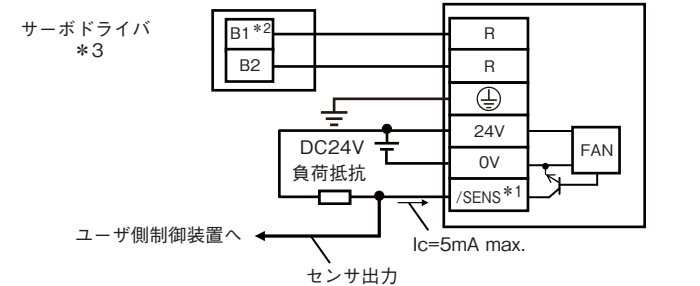 サーボドライバ
＊3
B1＊2
B2
R
R
24V
0V
/SENS＊1
FAN
DC24V
負荷抵抗
Ic=5mA max.
ユーザ側制御装置へ
センサ出力